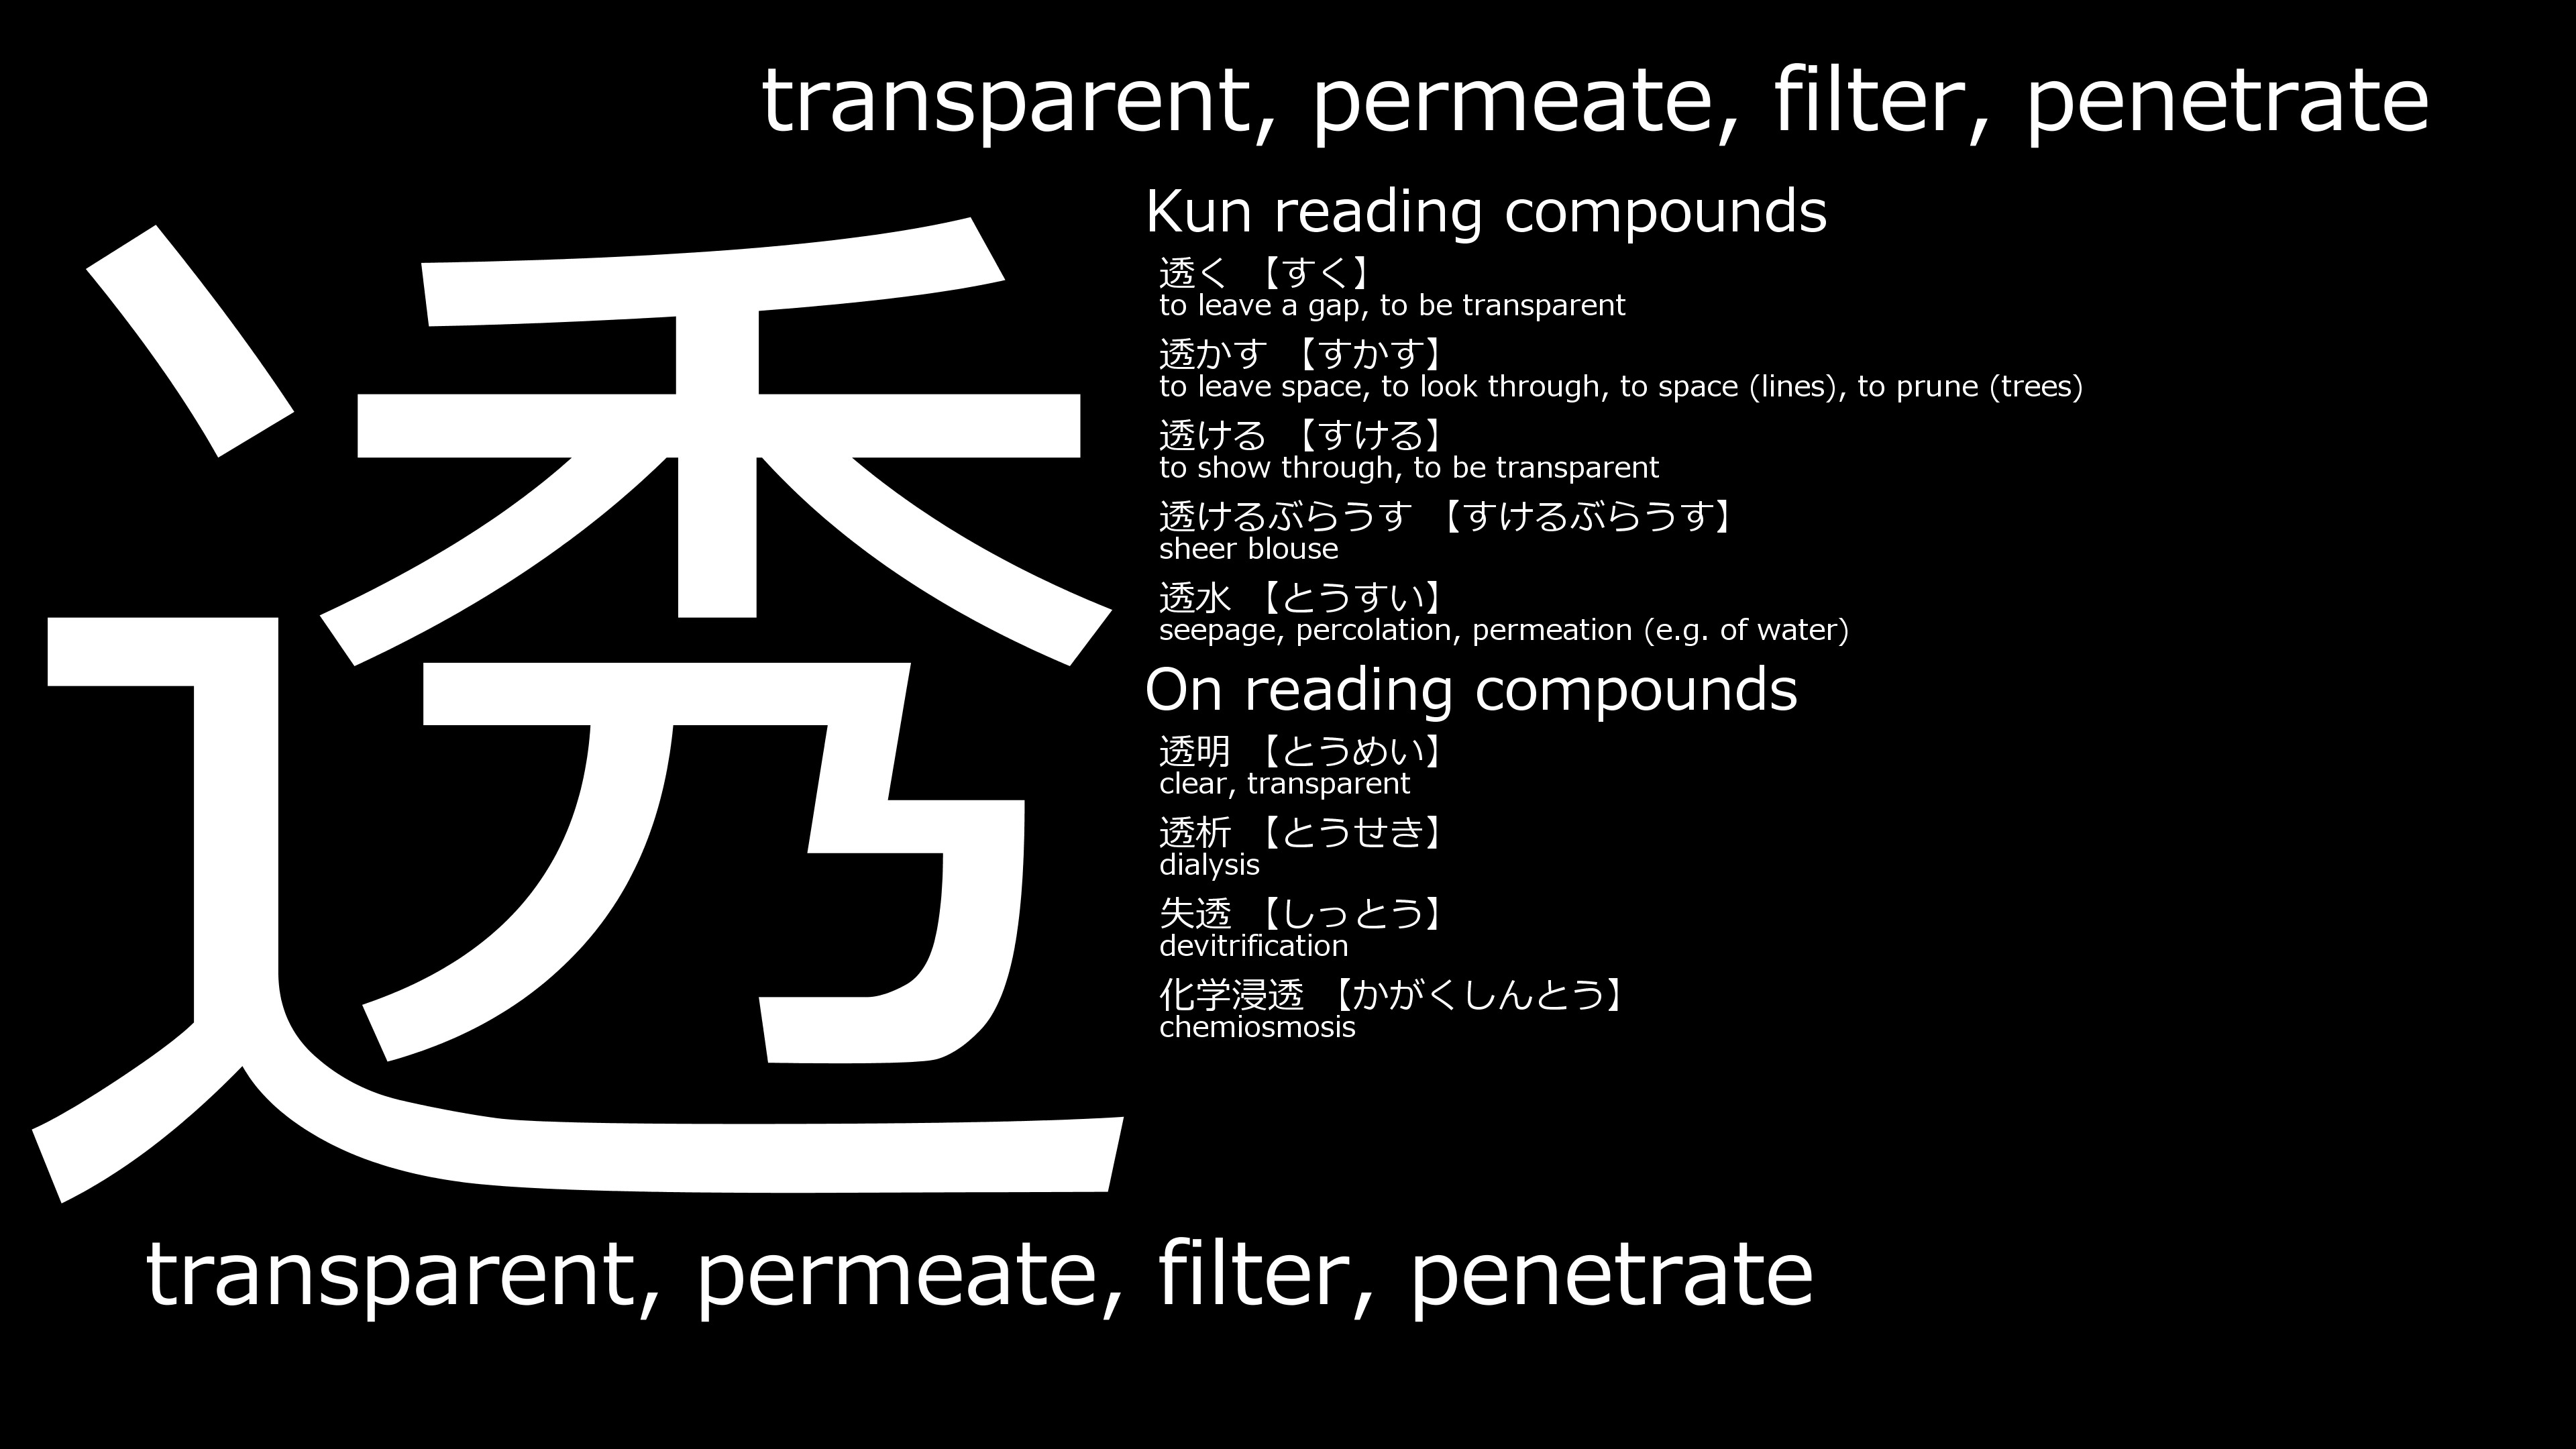 transparent, permeate, filter, penetrate
透
Kun reading compounds
透く 【すく】
to leave a gap, to be transparent
透かす 【すかす】
to leave space, to look through, to space (lines), to prune (trees)
透ける 【すける】
to show through, to be transparent
透けるぶらうす 【すけるぶらうす】
sheer blouse
透水 【とうすい】
seepage, percolation, permeation (e.g. of water)
On reading compounds
透明 【とうめい】
clear, transparent
透析 【とうせき】
dialysis
失透 【しっとう】
devitrification
化学浸透 【かがくしんとう】
chemiosmosis
transparent, permeate, filter, penetrate